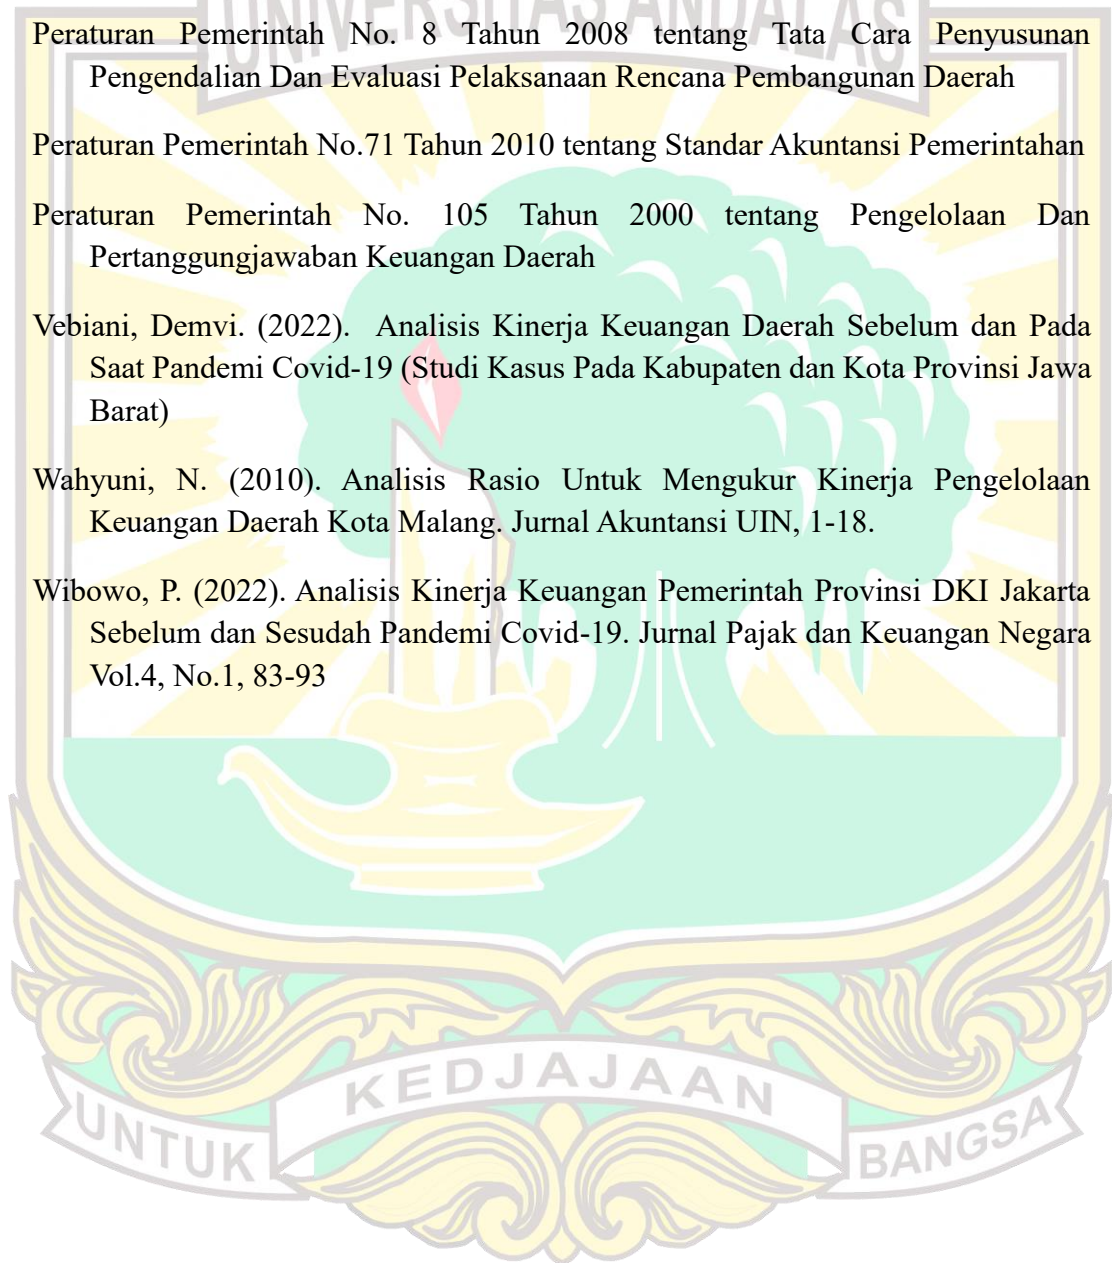 UNIVERSITAS ANDALAS
Peraturan Pemerintah No. 8 Tahun 2008 tentang Tata Cara Penyusunan
Pengendalian Dan Evaluasi Pelaksanaan Rencana Pembangunan Daerah
Peraturan Pemerintah No.71 Tahun 2010 tentang Standar Akuntansi Pemerintahan
Peraturan Pemerintah No. 105 Tahun 2000 tentang Pengelolaan Dan
Pertanggungjawaban Keuangan Daerah
Vebiani, Demvi. (2022). Analisis Kinerja Keuangan Daerah Sebelum dan Pada
Saat Pandemi Covid-19 (Studi Kasus Pada Kabupaten dan Kota Provinsi Jawa
Barat)
Wahyuni, N. (2010). Analisis Rasio Untuk Mengukur Kinerja Pengelolaan
Keuangan Daerah Kota Malang. Jurnal Akuntansi UIN, 1-18.
Wibowo, P. (2022). Analisis Kinerja Keuangan Pemerintah Provinsi DKI Jakarta
Sebelum dan Sesudah Pandemi Covid-19. Jurnal Pajak dan Keuangan Negara
Vol.4, No.1, 83-93
UNTUK KEDJAJAAN BANGSA